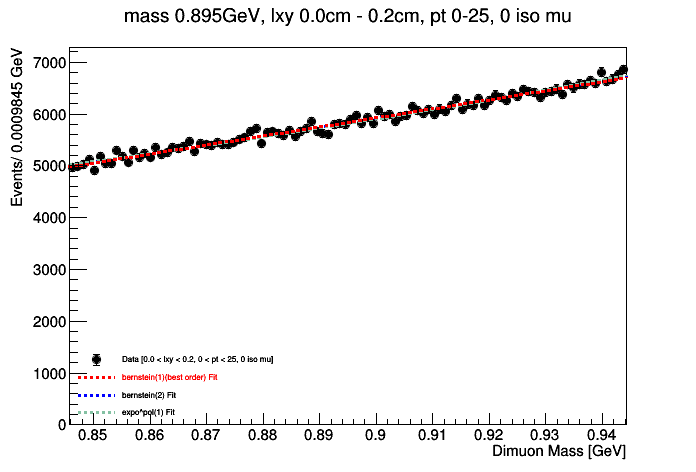 mass 0.895GeV, lxy 0.0cm - 0.2cm, pt 0-25, 0 iso mu
Events/ 0.0009845 GeV
7000
6000
5000
4000
3000
2000
1000
0
Data [0.0 < lxy < 0.2, 0 < pt < 25, 0 iso mu]
bernstein(1)(best order) Fit
bernstein(2) Fit
expo^pol(1) Fit
0.85 0.86 0.87 0.88 0.89 0.9 0.91 0.92 0.93 0.94
Dimuon Mass [GeV]